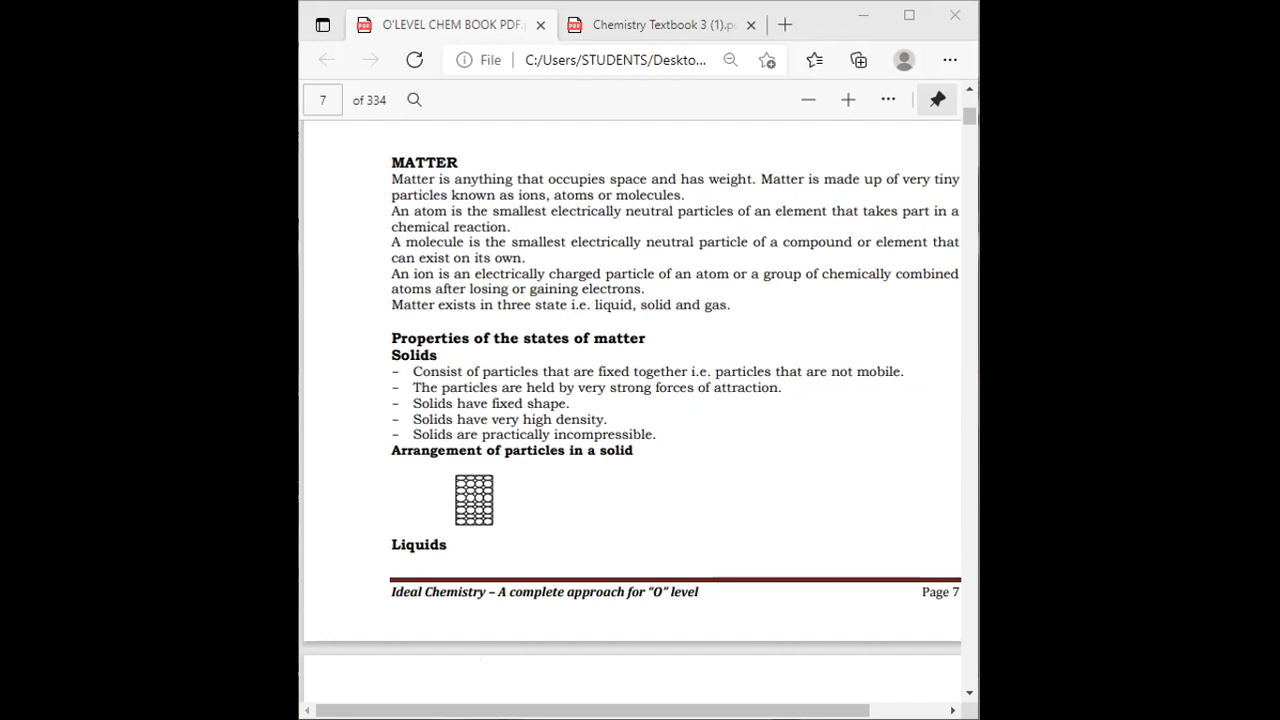 O'LEVEL CHEM BOOK PDF.
Chemistry Textbook 3 (1).p
File
C:/Users/STUDENTS/Deskto...
7 of 334
MATTER
Matter is anything that occupies space and has weight. Matter is made up of very tiny
particles known as ions, atoms or molecules.
An atom is the smallest electrically neutral particles of an element that takes part in a
chemical reaction.
A molecule is the smallest electrically neutral particle of a compound or element that
can exist on its own.
An ion is an electrically charged particle of an atom or a group of chemically combined
atoms after losing or gaining electrons.
Matter exists in three state i.e. liquid, solid and gas.
Properties of the states of matter
Solids
- Consist of particles that are fixed together i.e. particles that are not mobile.
- The particles are held by very strong forces of attraction.
- Solids have fixed shape.
- Solids have very high density.
- Solids are practically incompressible.
Arrangement of particles in a solid
Liquids
Ideal Chemistry – A complete approach for "O" level Page 7